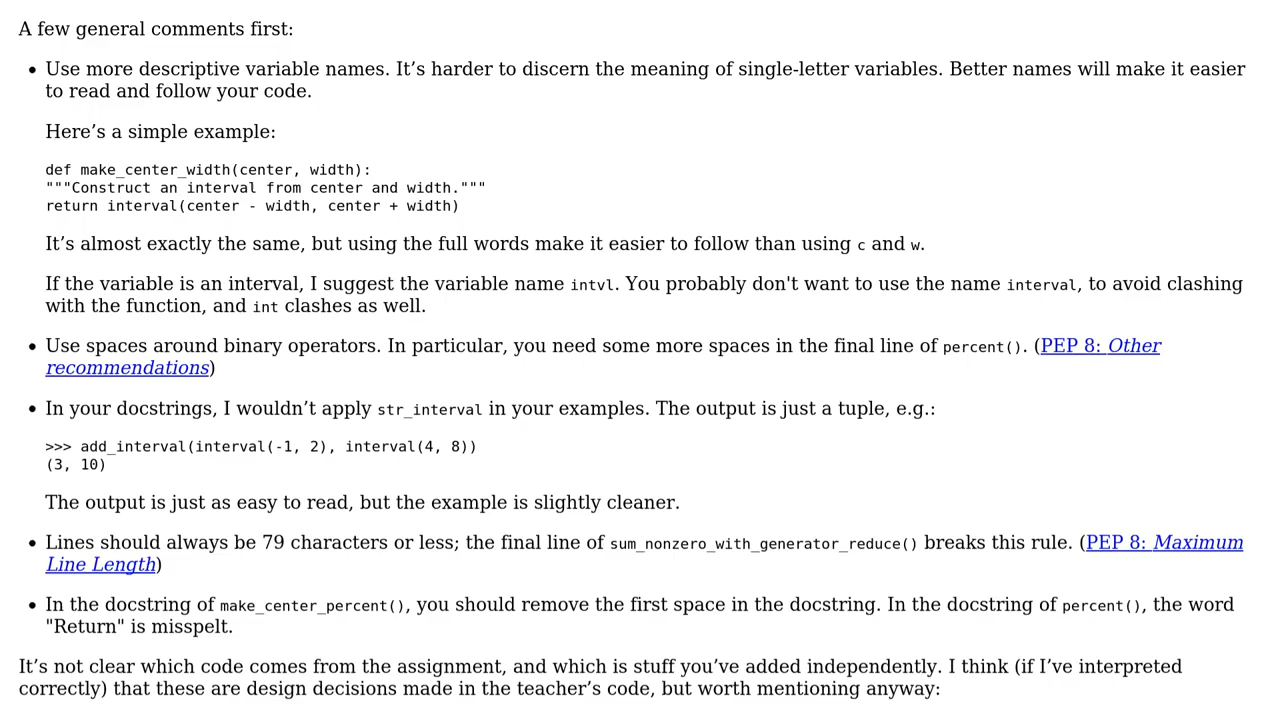 A few general comments first:
Use more descriptive variable names. It’s harder to discern the meaning of single-letter variables. Better names will make it easier
to read and follow your code.
Here’s a simple example:
def make_center_width(center, width):
"""Construct an interval from center and width."""
return interval(center - width, center + width)
It’s almost exactly the same, but using the full words make it easier to follow than using c and w.
If the variable is an interval, I suggest the variable name intvl. You probably don't want to use the name interval, to avoid clashing
with the function, and int clashes as well.
Use spaces around binary operators. In particular, you need some more spaces in the final line of percent(). (PEP 8: Other
recommendations)
In your docstrings, I wouldn’t apply str_interval in your examples. The output is just a tuple, e.g.:
>>> add_interval(interval(-1, 2), interval(4, 8))
(3, 10)
The output is just as easy to read, but the example is slightly cleaner.
Lines should always be 79 characters or less; the final line of sum_nonzero_with_generator_reduce() breaks this rule. (PEP 8: Maximum
Line Length)
In the docstring of make_center_percent(), you should remove the first space in the docstring. In the docstring of percent(), the word
"Return" is misspelt.
It’s not clear which code comes from the assignment, and which is stuff you’ve added independently. I think (if I’ve interpreted
correctly) that these are design decisions made in the teacher’s code, but worth mentioning anyway: